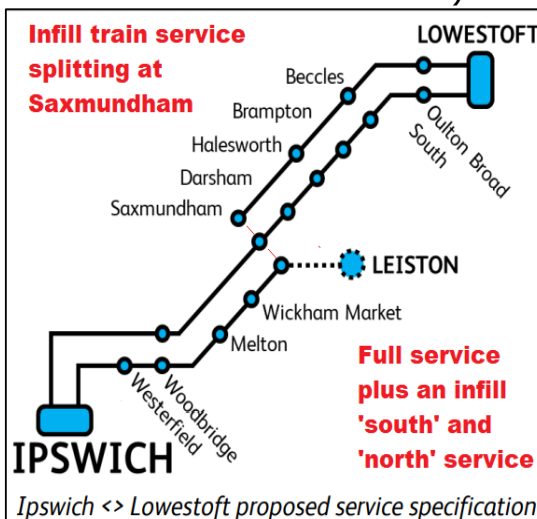 Infill train service
splitting at
Saxmundham
LOWESTOFT
Beccles
Brampton
Halesworth
Darsham
Saxmundham
Oulton Broad
South
LEISTON
Wickham Market
Melton
Woodbridge
Westerfield
Full service
plus an infill
'south' and
'north' service
IPSWICH
Ipswich <> Lowestoft proposed service specification